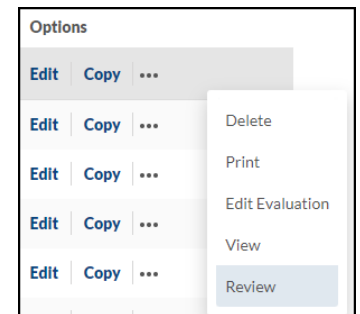 Options
Edit Copy •••
Edit Copy •••
Edit Copy •••
Edit Copy •••
Edit Copy •••
Delete
Print
Edit Evaluation
View
Review